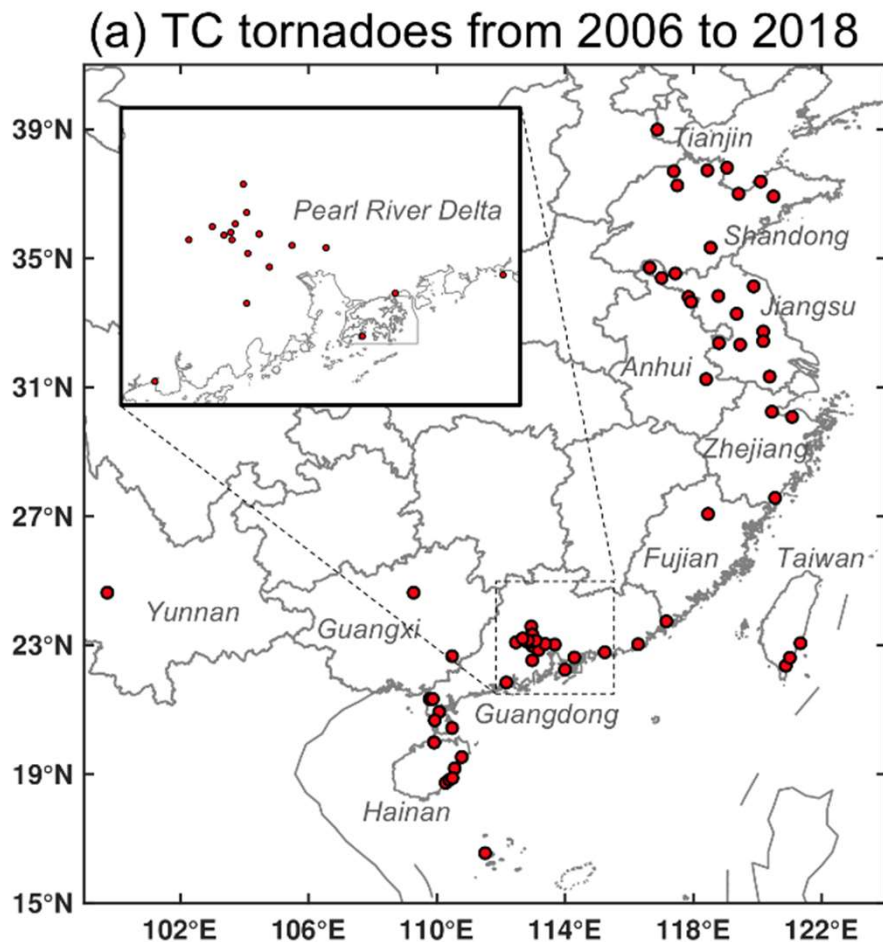 (a) TC tornadoes from 2006 to 2018
39°N
Tianjin
Pearl River Delta
35°N
Shandong
Jiangsu
31°N
Anhui
Zhejiang
27°N
Fujian
Taiwan
Yunnan
Guangxi
23°N
Guangdong
19°N
Hainan
15°N
102°E 106°E 110°E 114°E 118°E 122°E